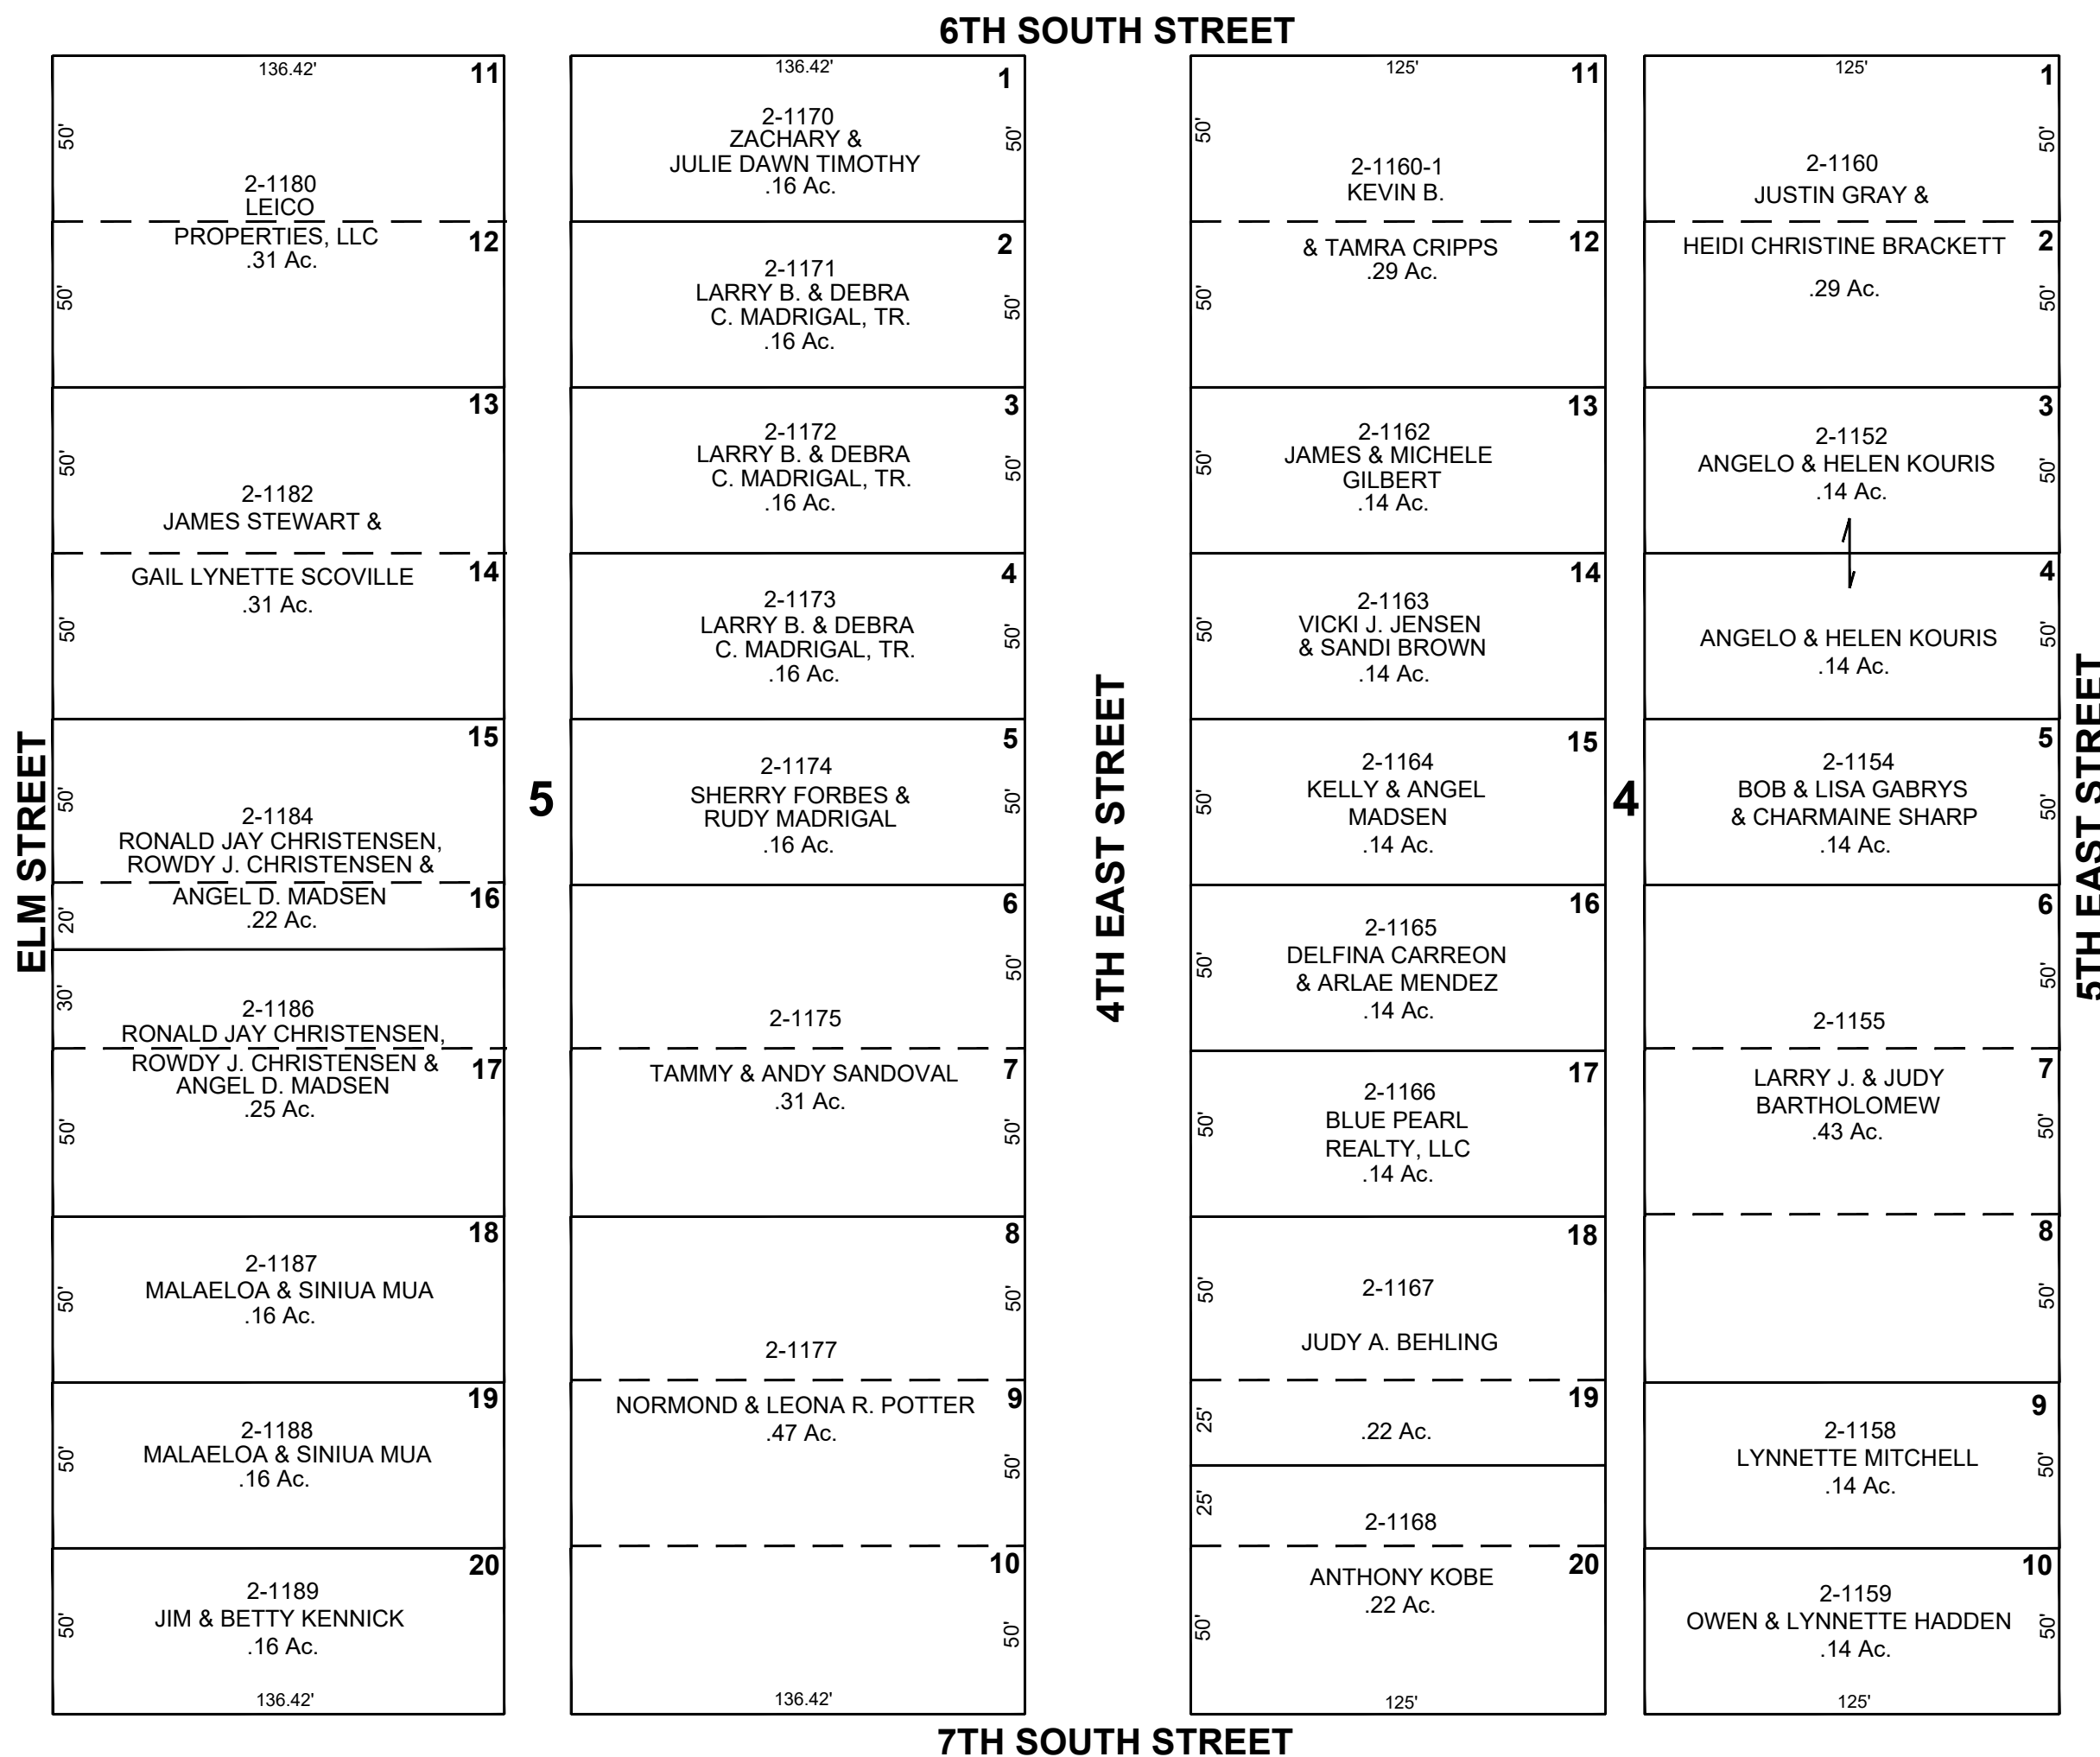 6TH SOUTH STREET
136.42'
11
50'
2-1180
LEICO
PROPERTIES, LLC
12
.31 Ac.
50'
13
50'
2-1182
JAMES STEWART &
GAIL LYNETTE SCOVILLE
14
.31 Ac.
50'
15
50'
2-1184
RONALD JAY CHRISTENSEN,
ROWDY J. CHRISTENSEN &
ANGEL D. MADSEN
16
.22 Ac.
20'
30'
2-1186
RONALD JAY CHRISTENSEN,
ROWDY J. CHRISTENSEN &
17
ANGEL D. MADSEN
.25 Ac.
50'
18
2-1187
MALAELOA & SINIUA MUA
.16 Ac.
50'
19
2-1188
MALAELOA & SINIUA MUA
.16 Ac.
50'
20
2-1189
JIM & BETTY KENNICK
.16 Ac.
50'
136.42'
ELM STREET
5
136.42'
1
2-1170
ZACHARY &
JULIE DAWN TIMOTHY
.16 Ac.
50'
2
2-1171
LARRY B. & DEBRA
C. MADRIGAL, TR.
.16 Ac.
50'
3
2-1172
LARRY B. & DEBRA
C. MADRIGAL, TR.
.16 Ac.
50'
4
2-1173
LARRY B. & DEBRA
C. MADRIGAL, TR.
.16 Ac.
50'
5
2-1174
SHERRY FORBES &
RUDY MADRIGAL
.16 Ac.
50'
6
50'
2-1175
TAMMY & ANDY SANDOVAL
7
.31 Ac.
50'
8
50'
2-1177
NORMOND & LEONA R. POTTER
9
.47 Ac.
50'
10
50'
136.42'
4TH EAST STREET
125'
11
50'
2-1160-1
KEVIN B.
& TAMRA CRIPPS
12
.29 Ac.
50'
13
2-1162
JAMES & MICHELE
GILBERT
.14 Ac.
50'
14
2-1163
VICKI J. JENSEN
& SANDI BROWN
.14 Ac.
50'
15
2-1164
KELLY & ANGEL
MADSEN
.14 Ac.
50'
16
2-1165
DELFINA CARREON
& ARLAE MENDEZ
.14 Ac.
50'
17
2-1166
BLUE PEARL
REALTY, LLC
.14 Ac.
50'
18
50'
2-1167
JUDY A. BEHLING
19
25'
.22 Ac.
25'
2-1168
ANTHONY KOBE
20
.22 Ac.
50'
125'
4
125'
1
50'
2-1160
JUSTIN GRAY &
HEIDI CHRISTINE BRACKETT
2
.29 Ac.
50'
3
2-1152
ANGELO & HELEN KOURIS
.14 Ac.
50'
4
ANGELO & HELEN KOURIS
.14 Ac.
50'
5
2-1154
BOB & LISA GABRYS
& CHARMAINE SHARP
.14 Ac.
50'
6
50'
2-1155
LARRY J. & JUDY
7
BARTHOLOMEW
.43 Ac.
50'
8
50'
9
2-1158
LYNNETTE MITCHELL
.14 Ac.
50'
10
2-1159
OWEN & LYNNETTE HADDEN
.14 Ac.
50'
125'
5TH EAST STREET
7TH SOUTH STREET